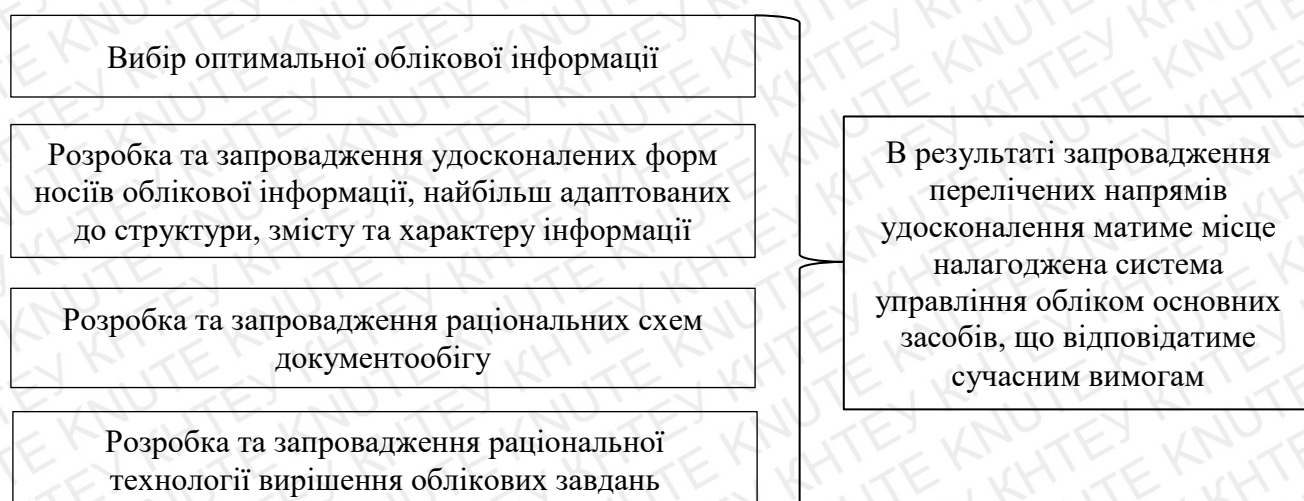 Вибір оптимальної облікової інформації
Розробка та запровадження удосконалених форм
носіїв облікової інформації, найбільш адаптованих
до структури, змісту та характеру інформації
Розробка та запровадження раціональних схем
документообігу
Розробка та запровадження раціональної
технології вирішення облікових завдань
В результаті запровадження
перелічених напрямів
удосконалення матиме місце
налагоджена система
управління обліком основних
засобів, що відповідатиме
сучасним вимогам